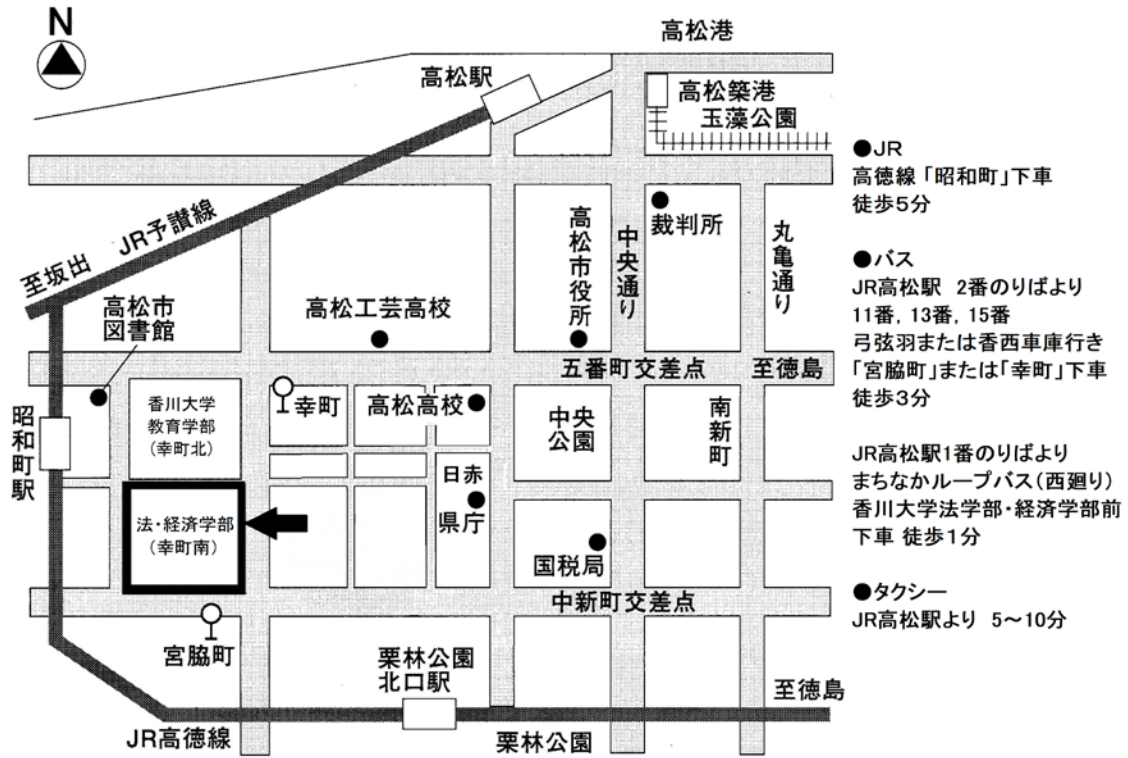 N
高松港
高松駅
高松築港
玉藻公園
JR予讃線
至坂出
高松市
図書館
高松工芸高校
高松市役所
中央通り
裁判所
丸亀通り
五番町交差点
至徳島
昭和町駅
香川大学
教育学部
(幸町北)
幸町
高松高校
中央
公園
南新町
日赤
県庁
法・経済学部
(幸町南)
国税局
中新町交差点
宮脇町
栗林公園
北口駅
至徳島
JR高徳線
栗林公園
●JR
高徳線「昭和町」下車
徒歩5分
●バス
JR高松駅 2番のりばより
11番, 13番, 15番
弓弦羽または香西車庫行き
「宮脇町」または「幸町」下車
徒歩3分
JR高松駅1番のりばより
まちなかループバス(西廻り)
香川大学法学部・経済学部前
下車 徒歩1分
●タクシー
JR高松駅より 5～10分